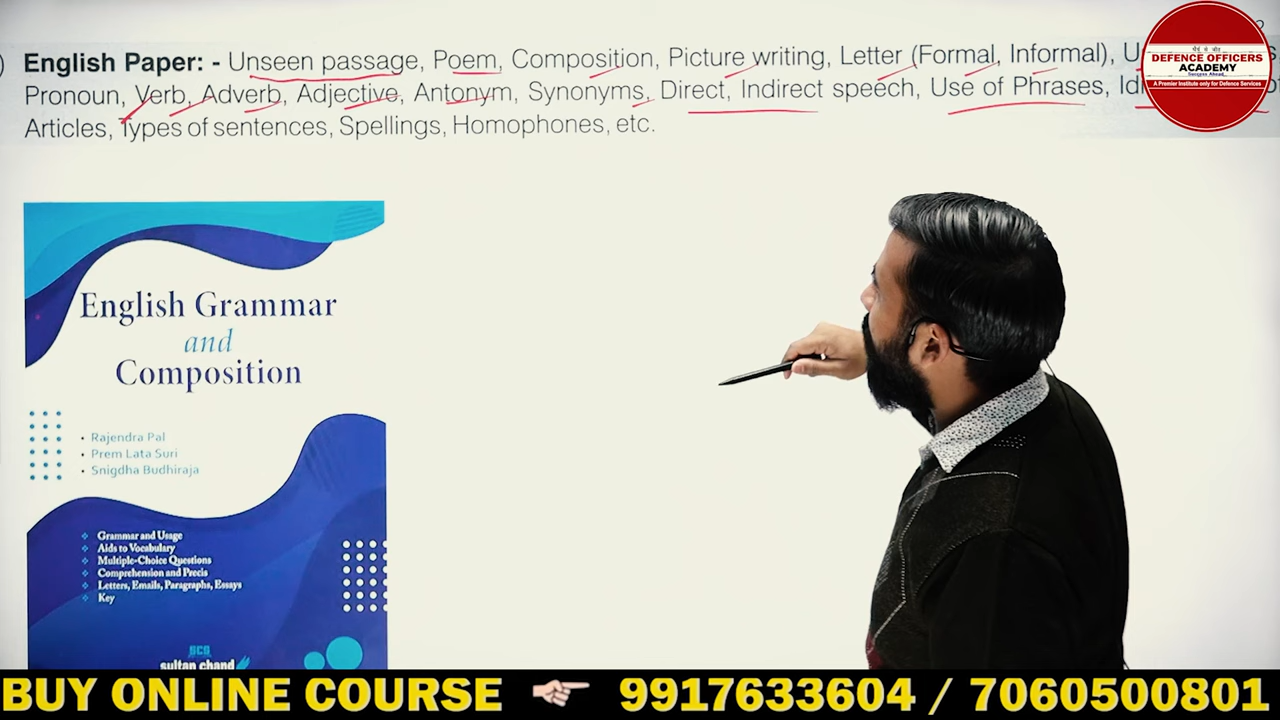 English Paper: - Unseen passage, Poem, Composition, Picture writing, Letter (Formal, Informal),
Pronoun, Verb, Adverb, Adjective, Antonym, Synonyms, Direct, Indirect speech, Use of Phrases,
Articles, Types of sentences, Spellings, Homophones, etc.
DEFENCE OFFICERS
ACADEMY
Success Ahead...
A Premier Institute only for Defence Services
English Grammar
and
Composition
• Rajendra Pal
• Prem Lata Suri
• Snigdha Budhiraja
Grammar and Usage
Aids to Vocabulary
Multiple-Choice Questions
Comprehension and Precis
Letters, Emails, Paragraphs, Essays
Key
SCG
sultan chand
BUY ONLINE COURSE 9917633604 / 7060500801